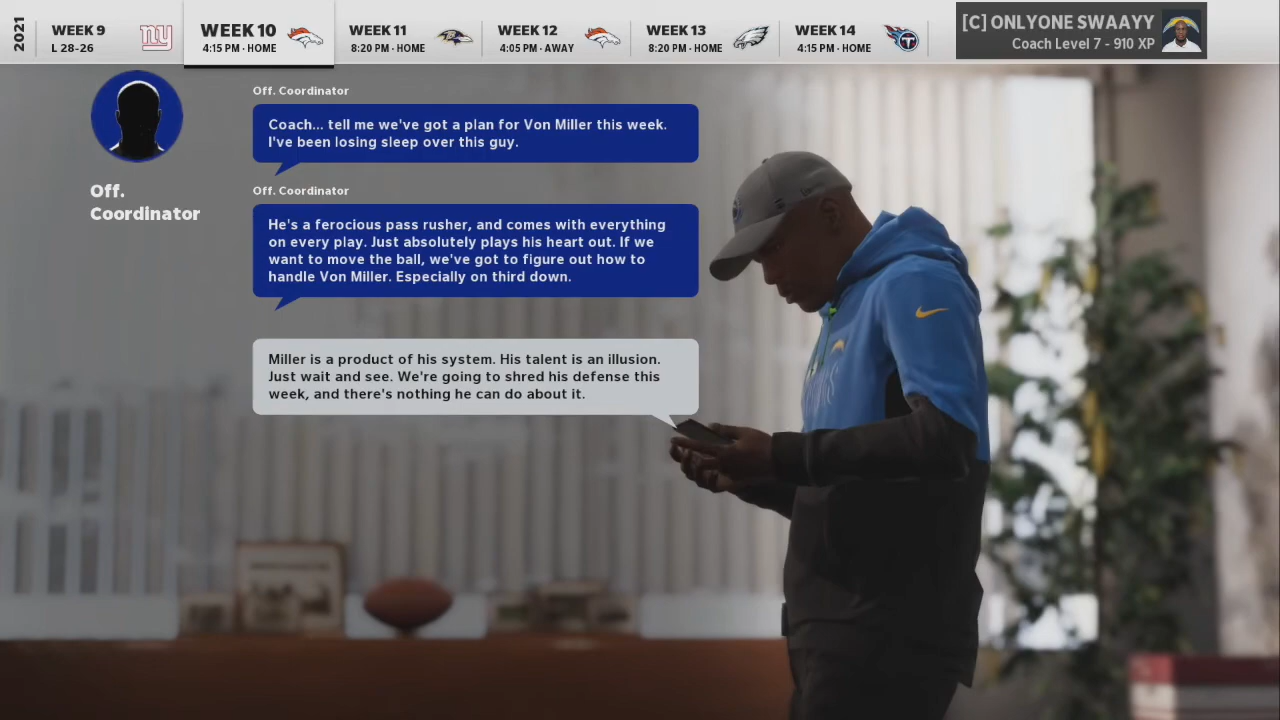 2021
WEEK 9
L 28-26
ny
WEEK 10
4:15 PM · HOME
WEEK 11
8:20 PM · HOME
WEEK 12
4:05 PM · AWAY
WEEK 13
8:20 PM · HOME
WEEK 14
4:15 PM · HOME
T
[C] ONLYONE SWAAYY
Coach Level 7 - 910 XP
Off.
Coordinator
Off. Coordinator
Coach... tell me we've got a plan for Von Miller this week.
I've been losing sleep over this guy.
Off. Coordinator
He's a ferocious pass rusher, and comes with everything
on every play. Just absolutely plays his heart out. If we
want to move the ball, we've got to figure out how to
handle Von Miller. Especially on third down.
Miller is a product of his system. His talent is an illusion.
Just wait and see. We're going to shred his defense this
week, and there's nothing he can do about it.